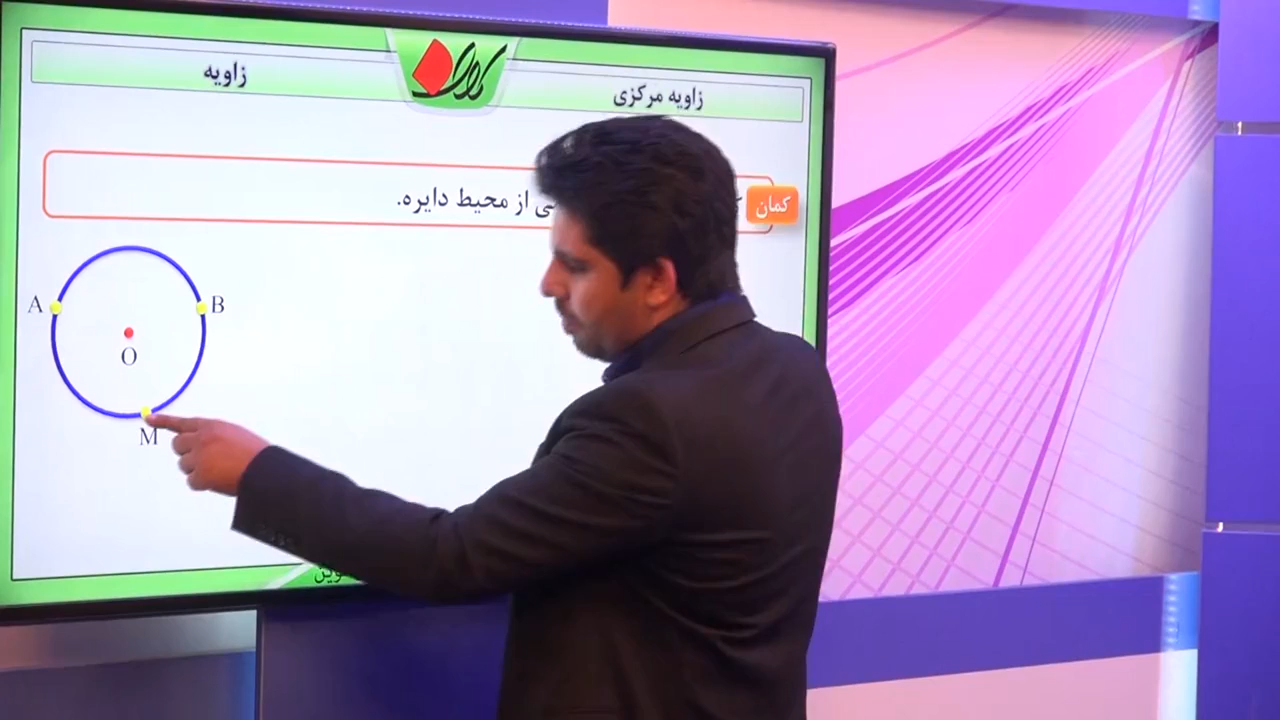 زاویه مرکزی
زاویه
کمان
از محیط دایره.
A
B
O
M